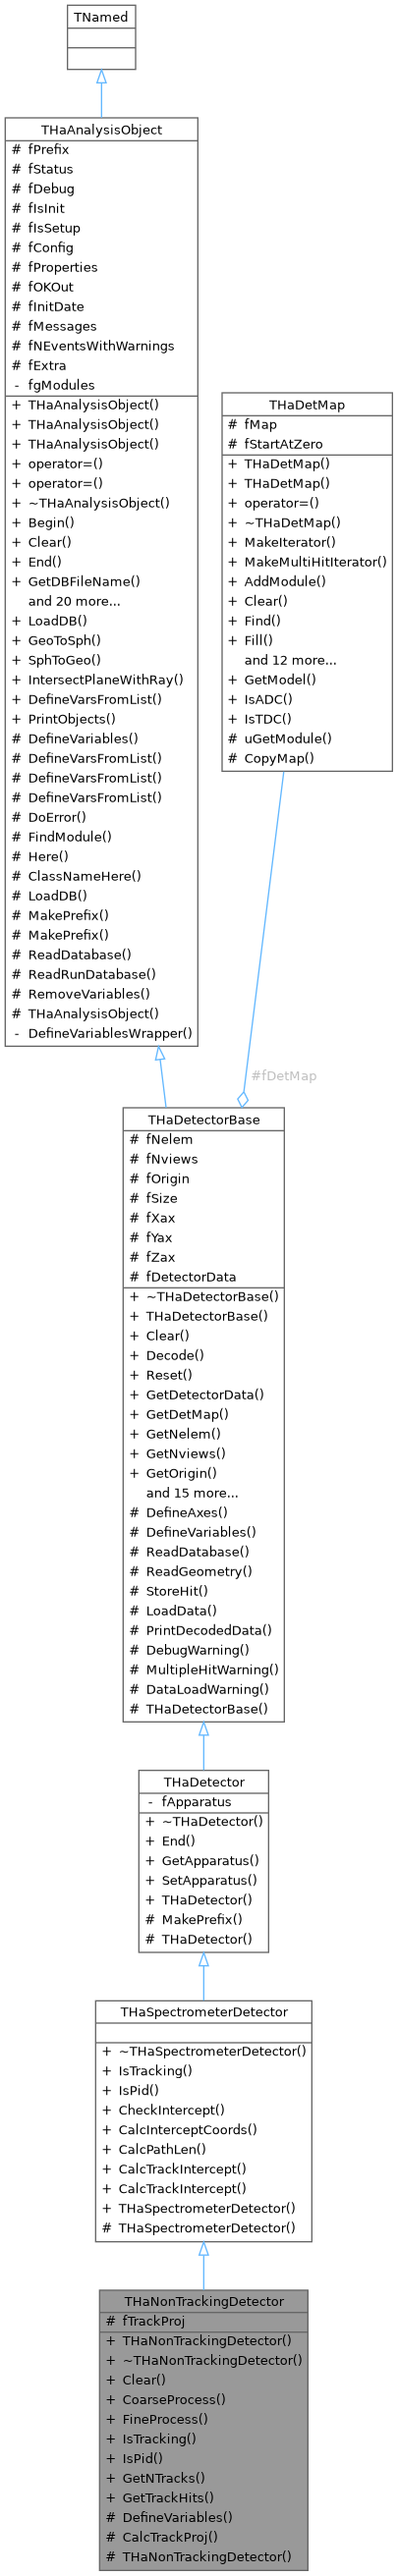 TNamed
THaAnalysisObject
# fPrefix
# fStatus
# fDebug
# fIsInit
# fIsSetup
# fConfig
# fProperties
# fOKOut
# fInitDate
# fMessages
# fNEventsWithWarnings
# fExtra
- fgModules
+ THaAnalysisObject()
+ THaAnalysisObject()
+ THaAnalysisObject()
+ operator=()
+ operator=()
+ ~THaAnalysisObject()
+ Begin()
+ Clear()
+ End()
+ GetDBFileName()
and 20 more...
+ LoadDB()
+ GeoToSph()
+ SphToGeo()
+ IntersectPlaneWithRay()
+ DefineVarsFromList()
+ PrintObjects()
# DefineVariables()
# DefineVarsFromList()
# DefineVarsFromList()
# DefineVarsFromList()
# DoError()
# FindModule()
# Here()
# ClassNameHere()
# LoadDB()
# MakePrefix()
# MakePrefix()
# ReadDatabase()
# ReadRunDatabase()
# RemoveVariables()
# THaAnalysisObject()
- DefineVariablesWrapper()
THaDetMap
# fMap
# fStartAtZero
+ THaDetMap()
+ THaDetMap()
+ operator=()
+ ~THaDetMap()
+ MakeIterator()
+ MakeMultiHitIterator()
+ AddModule()
+ Clear()
+ Find()
+ Fill()
and 12 more...
+ GetModel()
+ IsADC()
+ IsTDC()
# uGetModule()
# CopyMap()
#fDetMap
THaDetectorBase
# fNelem
# fNviews
# fOrigin
# fSize
# fXax
# fYax
# fZax
# fDetectorData
+ ~THaDetectorBase()
+ THaDetectorBase()
+ Clear()
+ Decode()
+ Reset()
+ GetDetectorData()
+ GetDetMap()
+ GetNelem()
+ GetNviews()
+ GetOrigin()
and 15 more...
# DefineAxes()
# DefineVariables()
# ReadDatabase()
# ReadGeometry()
# StoreHit()
# LoadData()
# PrintDecodedData()
# DebugWarning()
# MultipleHitWarning()
# DataLoadWarning()
# THaDetectorBase()
THaDetector
- fApparatus
+ ~THaDetector()
+ End()
+ GetApparatus()
+ SetApparatus()
+ THaDetector()
# MakePrefix()
# THaDetector()
THaSpectrometerDetector
+ ~THaSpectrometerDetector()
+ IsTracking()
+ IsPid()
+ CheckIntercept()
+ CalcInterceptCoords()
+ CalcPathLen()
+ CalcTrackIntercept()
+ CalcTrackIntercept()
+ THaSpectrometerDetector()
# THaSpectrometerDetector()
THaNonTrackingDetector
# fTrackProj
+ THaNonTrackingDetector()
+ ~THaNonTrackingDetector()
+ Clear()
+ CoarseProcess()
+ FineProcess()
+ IsTracking()
+ IsPid()
+ GetNTracks()
+ GetTrackHits()
# DefineVariables()
# CalcTrackProj()
# THaNonTrackingDetector()